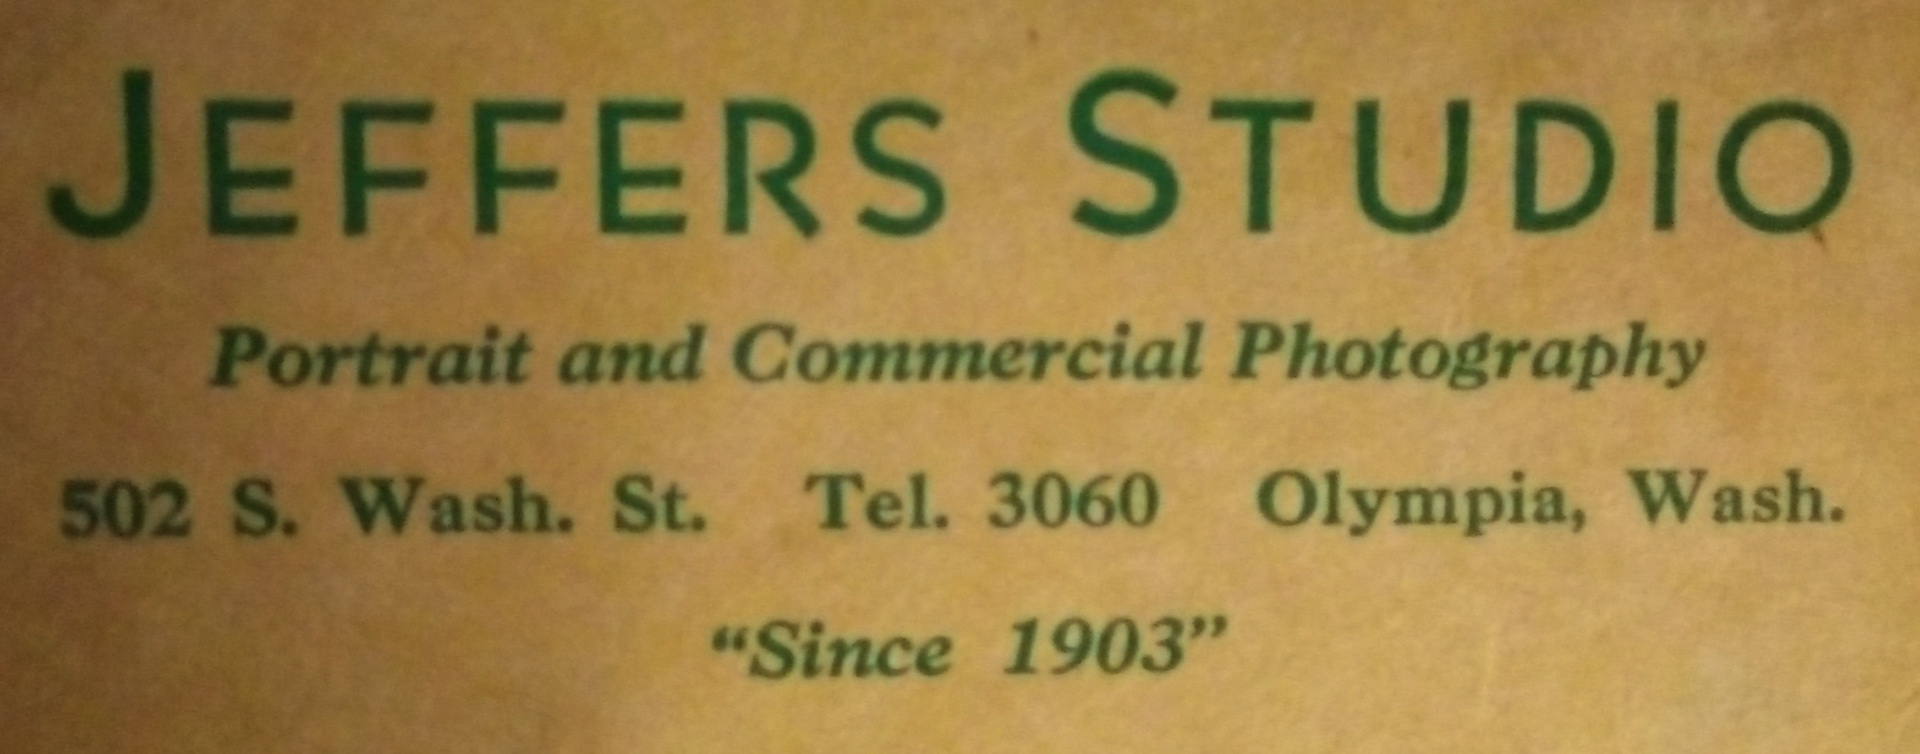 JEFFERS STUDIO
Portrait and Commercial Photography
502 S. Wash. St. Tel. 3060 Olympia, Wash.
“Since 1903”